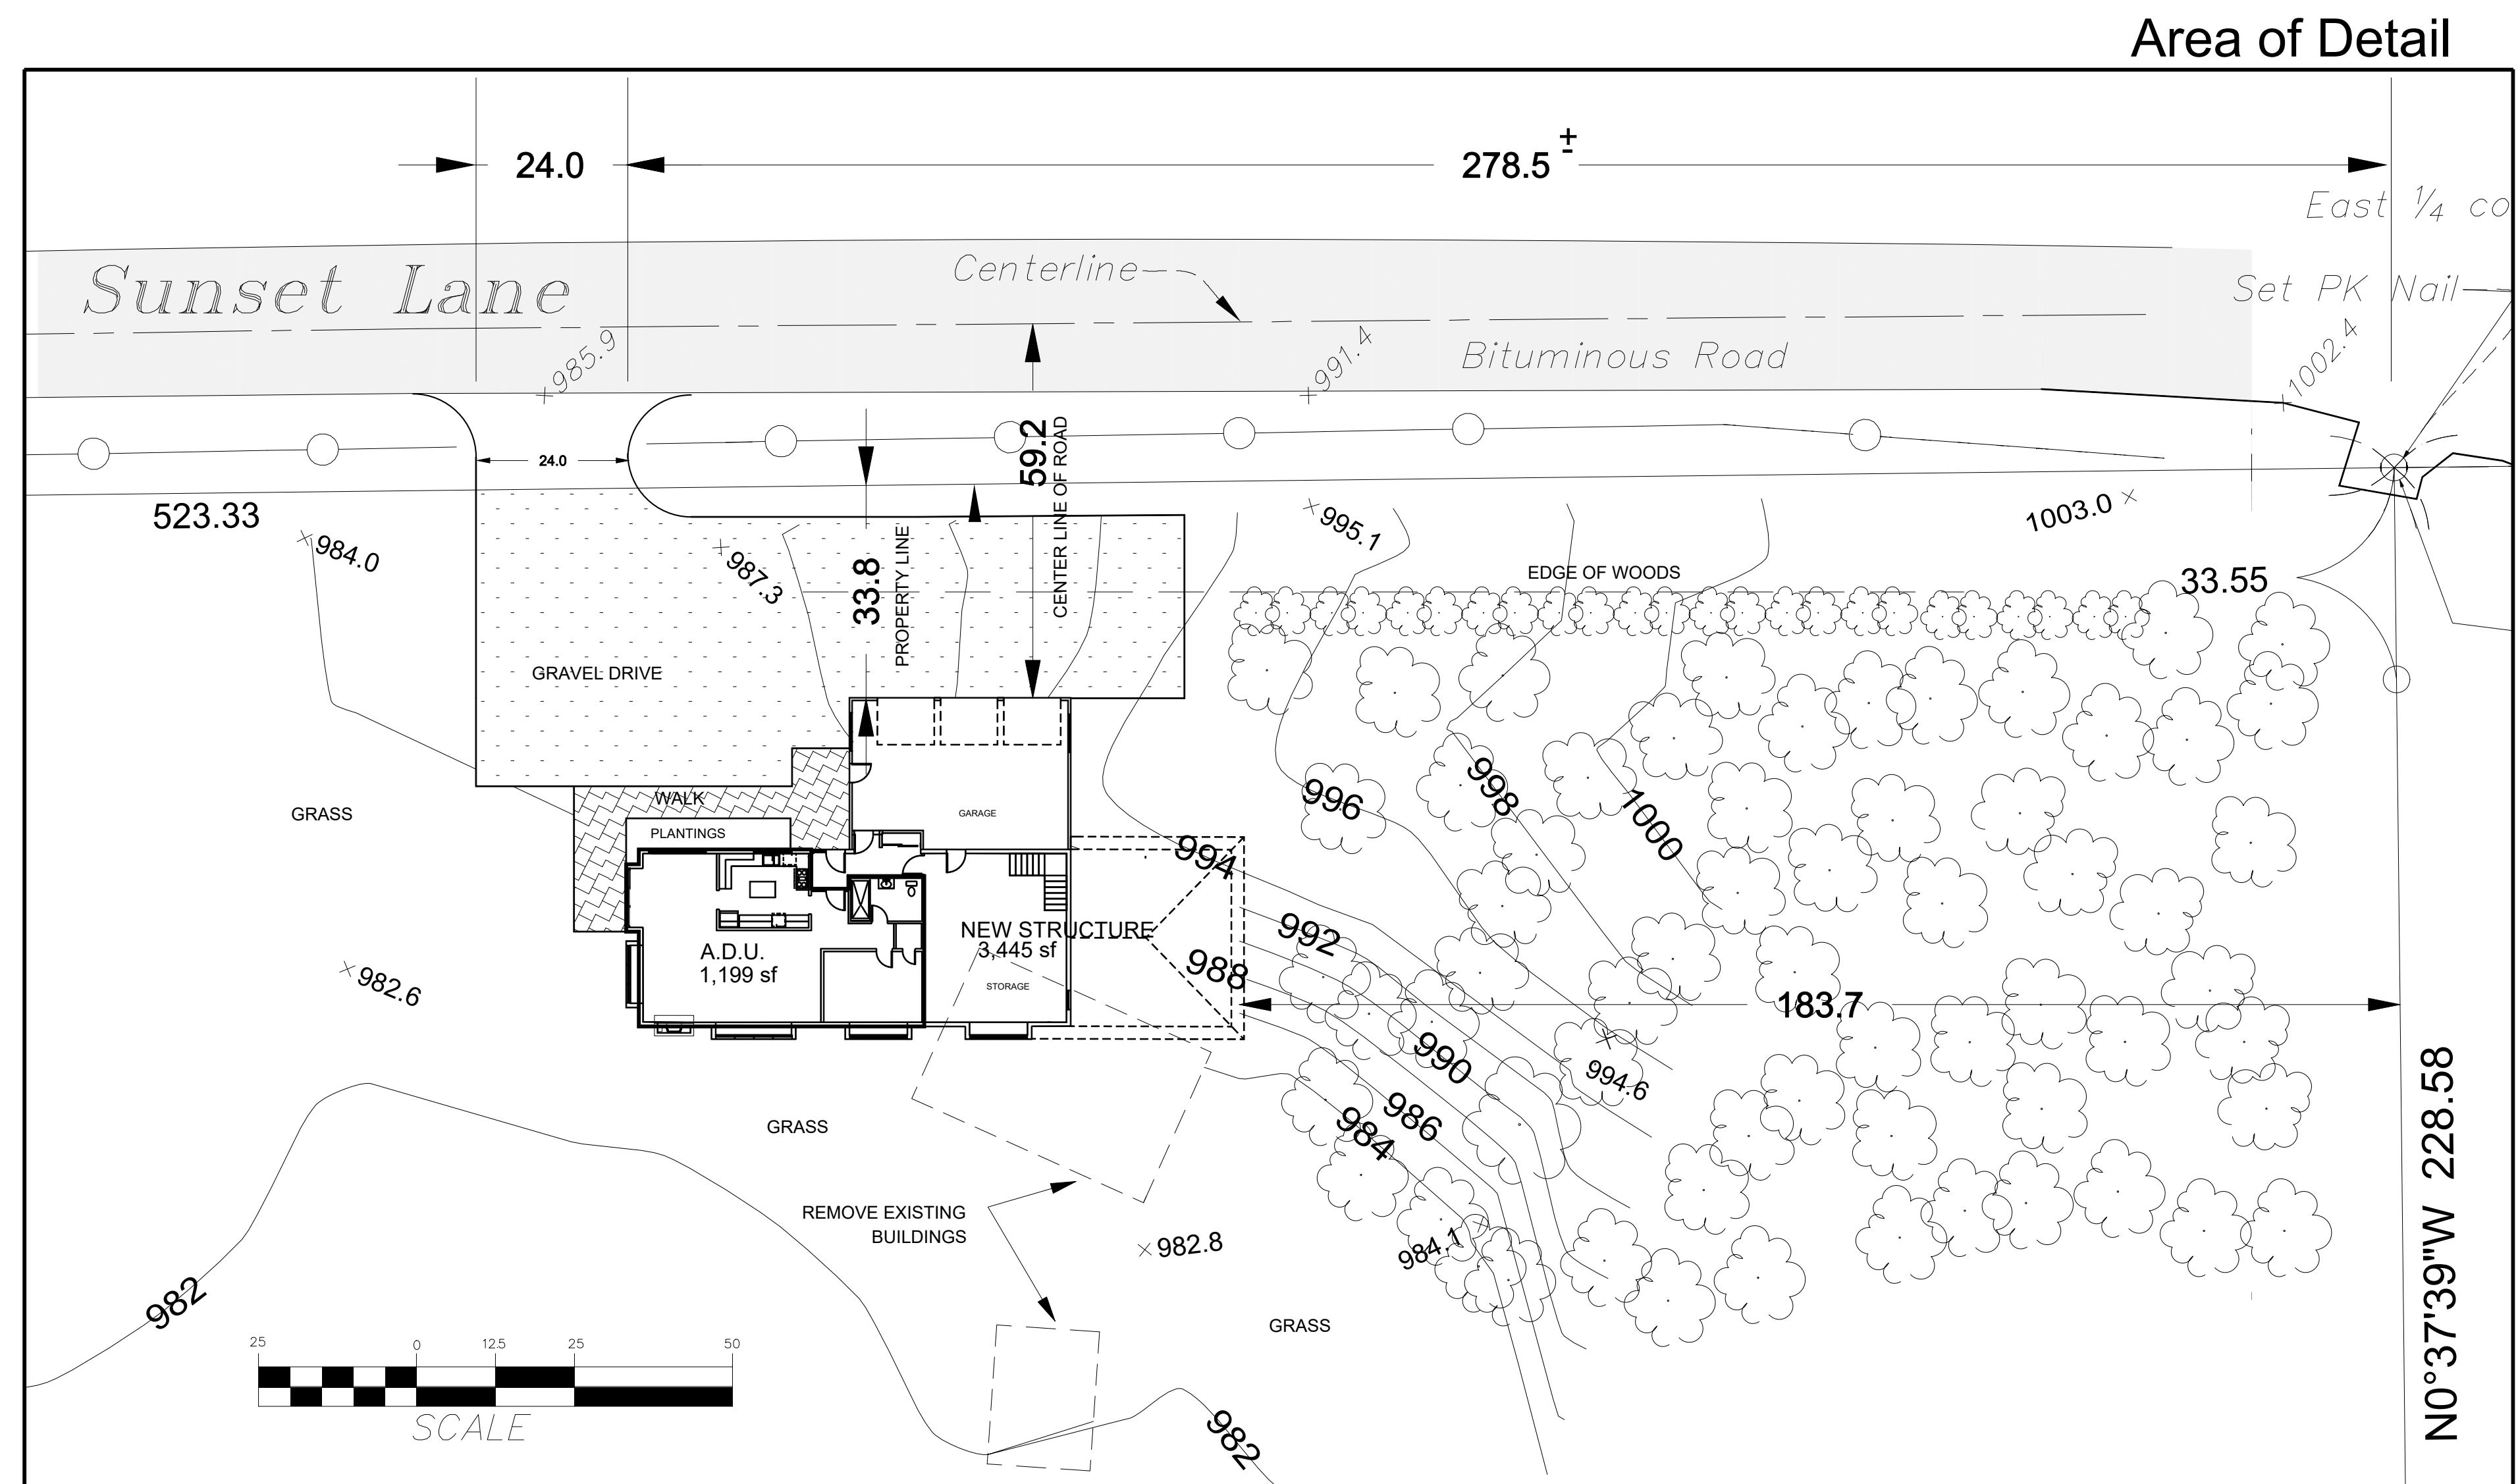 Area of Detail
24.0
278.5 ±
East ¼ co
Sunset Lane
Centerline
Set PK Nail
985.9
991.4
Bituminous Road
1002.4
24.0
59.2
CENTER LINE OF ROAD
523.33
984.0
987.3
33.8
PROPERTY LINE
995.1
1003.0
EDGE OF WOODS
33.55
GRAVEL DRIVE
GRASS
WALK
PLANTINGS
GARAGE
996
998
1000
994
992
988
NEW STRUCTURE
3,445 sf
A.D.U.
1,199 sf
STORAGE
982.6
183.7
990
994.6
986
984
GRASS
N0°37'39"W 228.58
REMOVE EXISTING
BUILDINGS
982.8
984.1
982
GRASS
25 0 12.5 25 50
SCALE
982